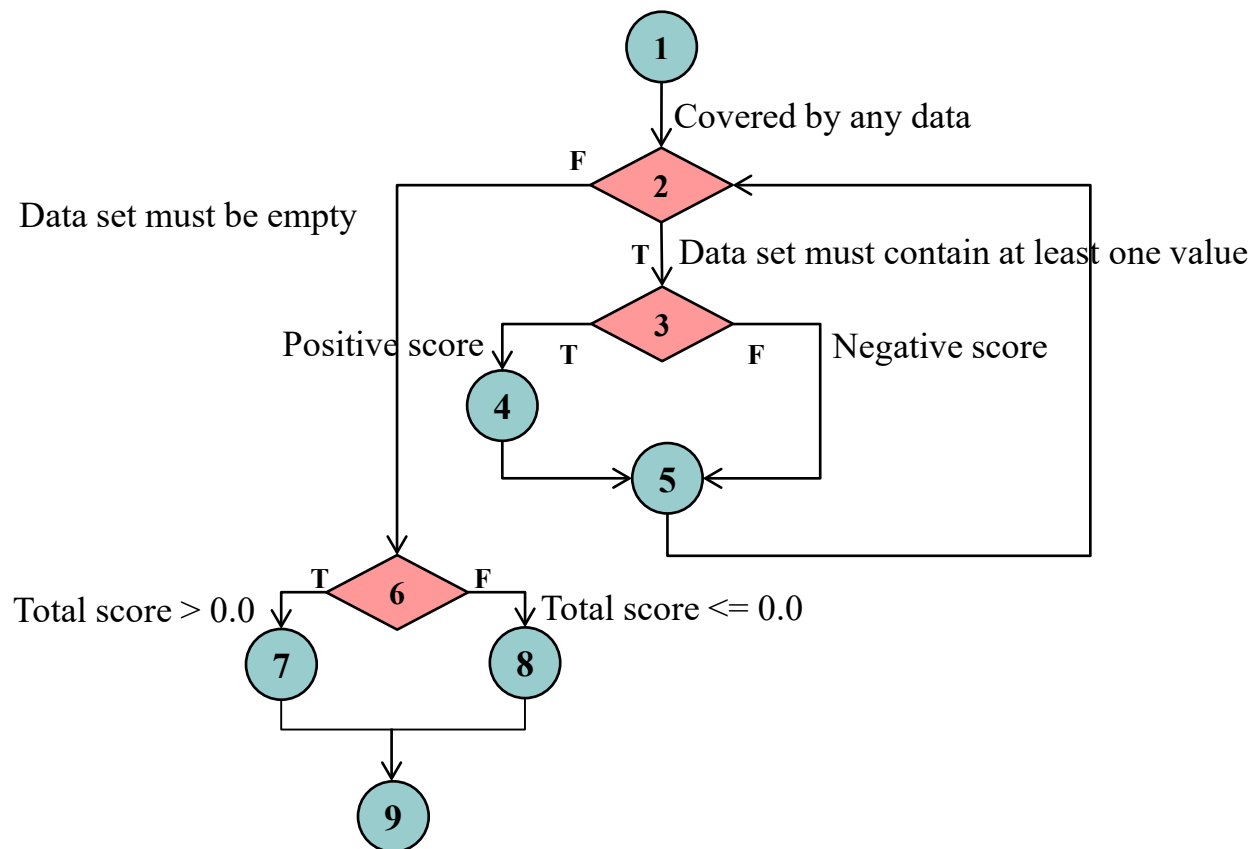 1
Covered by any data
F
2
Data set must be empty
T
Data set must contain at least one value
3
Positive score
T
F
Negative score
4
5
T
6
F
Total score > 0.0
Total score <= 0.0
7
8
9